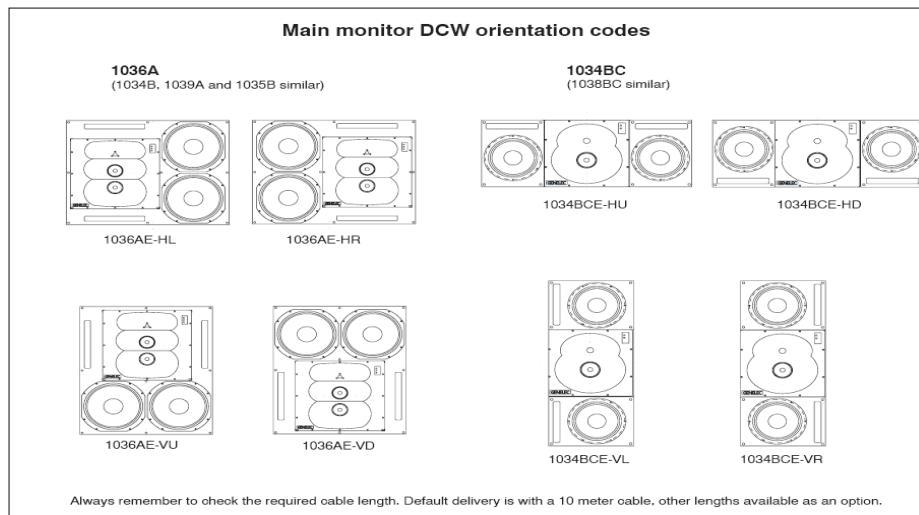 Main monitor DCW orientation codes
1036A
(1034B, 1039A and 1035B similar)
1034BC
(1038BC similar)
1036AE-HL
1036AE-HR
1034BCE-HU
1034BCE-HD
1036AE-VU
1036AE-VD
1034BCE-VL
1034BCE-VR
GENELEC
Always remember to check the required cable length. Default delivery is with a 10 meter cable, other lengths available as an option.